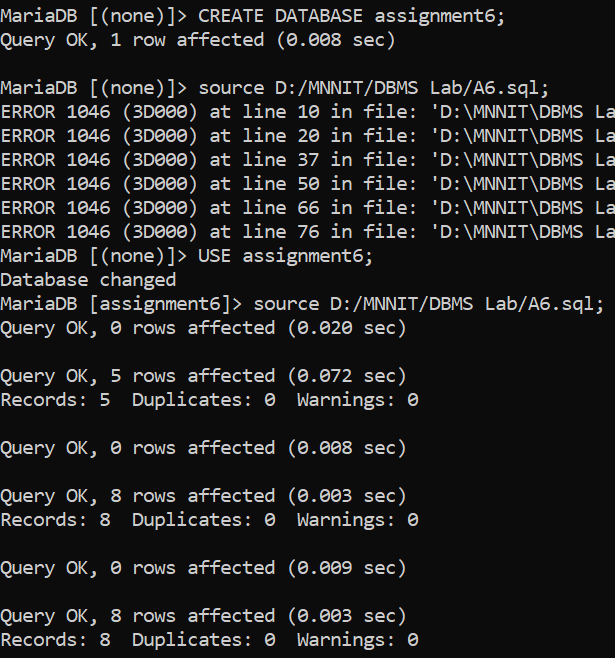 MariaDB [(none)]> CREATE DATABASE assignment6;
Query OK, 1 row affected (0.008 sec)
MariaDB [(none)]> source D:/MNNIT/DBMS Lab/A6.sql;
ERROR 1046 (3D000) at line 10 in file: 'D:\MNNIT\DBMS La
ERROR 1046 (3D000) at line 20 in file: 'D:\MNNIT\DBMS La
ERROR 1046 (3D000) at line 37 in file: 'D:\MNNIT\DBMS La
ERROR 1046 (3D000) at line 50 in file: 'D:\MNNIT\DBMS La
ERROR 1046 (3D000) at line 66 in file: 'D:\MNNIT\DBMS La
ERROR 1046 (3D000) at line 76 in file: 'D:\MNNIT\DBMS La
MariaDB [(none)]> USE assignment6;
Database changed
MariaDB [assignment6]> source D:/MNNIT/DBMS Lab/A6.sql;
Query OK, 0 rows affected (0.020 sec)
Query OK, 5 rows affected (0.072 sec)
Records: 5  Duplicates: 0  Warnings: 0
Query OK, 0 rows affected (0.008 sec)
Query OK, 8 rows affected (0.003 sec)
Records: 8  Duplicates: 0  Warnings: 0
Query OK, 0 rows affected (0.009 sec)
Query OK, 8 rows affected (0.003 sec)
Records: 8  Duplicates: 0  Warnings: 0